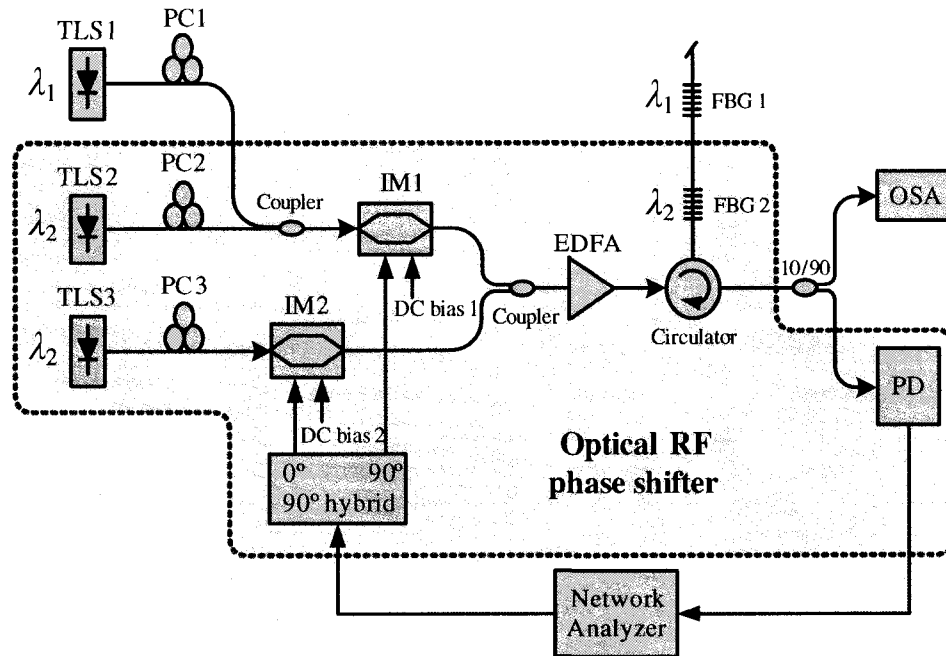 TLS1
PC1
λ1
λ1
FBG 1
TLS2
PC2
λ2
Coupler
IM1
λ2
FBG 2
OSA
EDFA
10/90
TLS3
PC3
λ2
IM2
DC bias 1
Coupler
Circulator
PD
DC bias 2
0° 90°
90° hybrid
Optical RF
phase shifter
Network
Analyzer